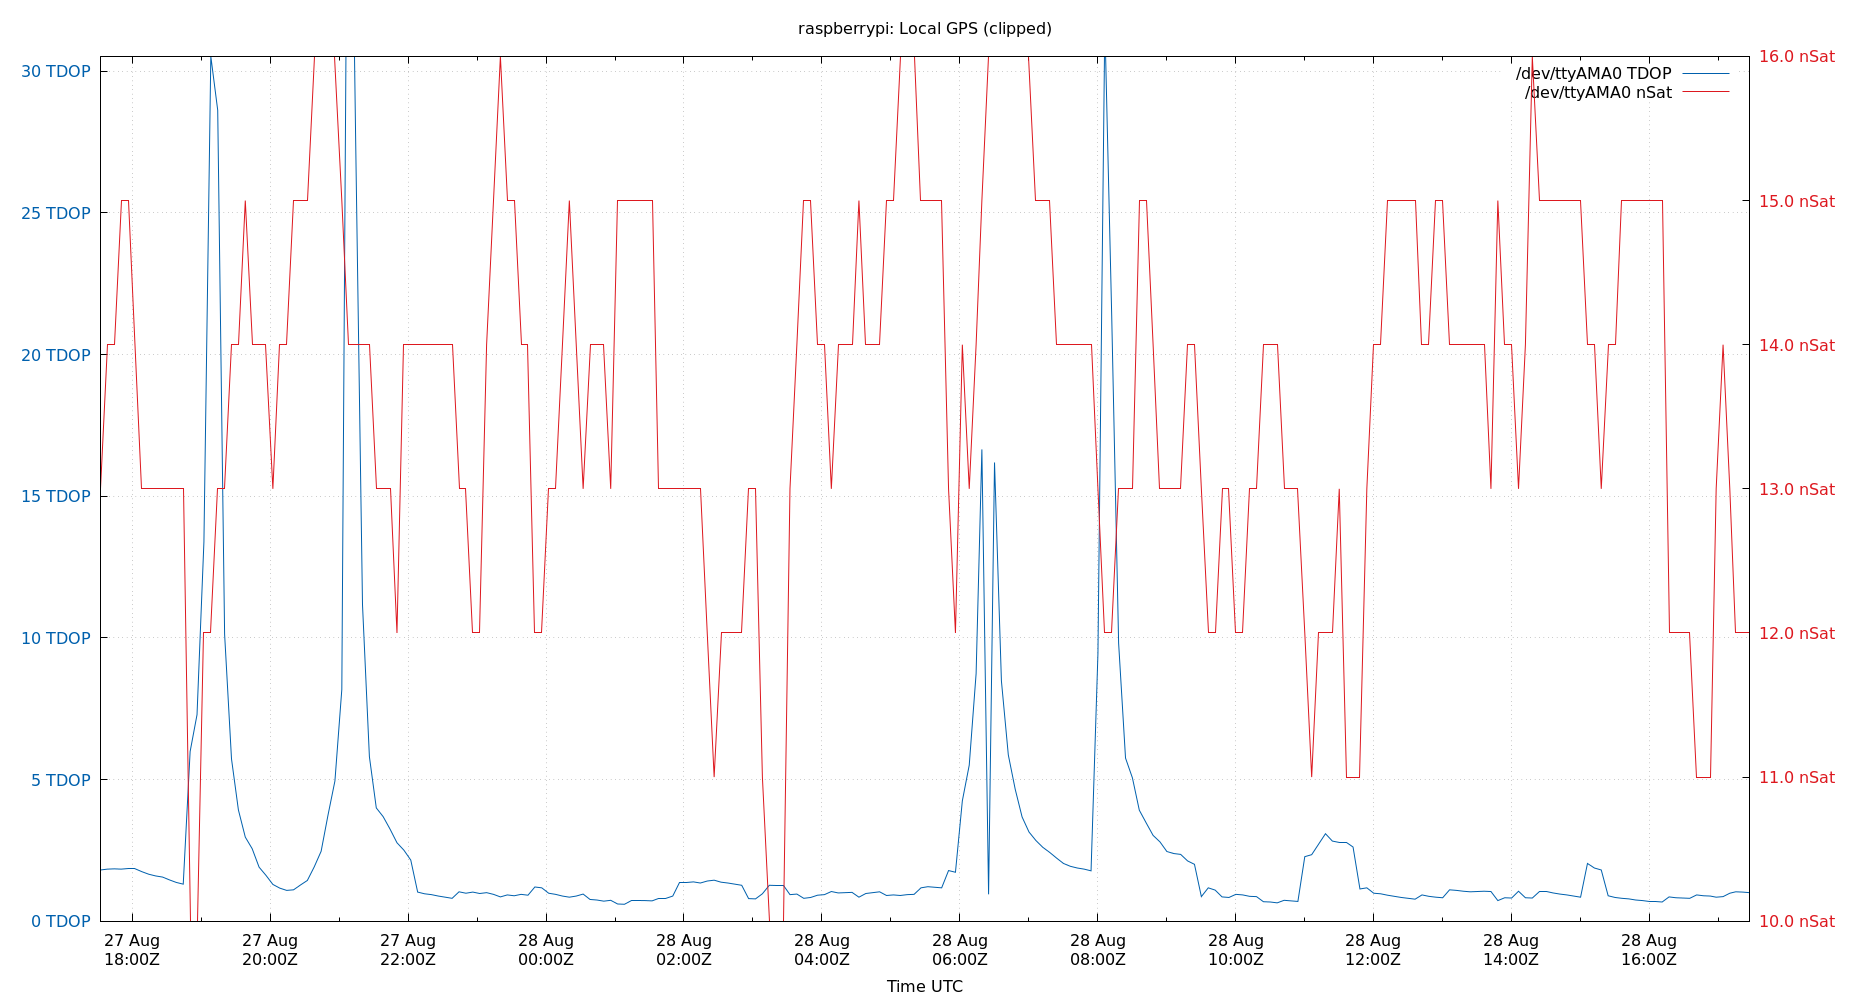 raspberrypi: Local GPS (clipped)
/dev/ttyAMA0 TDOP
/dev/ttyAMA0 nSat
30 TDOP
25 TDOP
20 TDOP
15 TDOP
10 TDOP
5 TDOP
0 TDOP
16.0 nSat
15.0 nSat
14.0 nSat
13.0 nSat
12.0 nSat
11.0 nSat
10.0 nSat
27 Aug
18:00Z
27 Aug
20:00Z
27 Aug
22:00Z
28 Aug
00:00Z
28 Aug
02:00Z
28 Aug
04:00Z
28 Aug
06:00Z
28 Aug
08:00Z
28 Aug
10:00Z
28 Aug
12:00Z
28 Aug
14:00Z
28 Aug
16:00Z
Time UTC